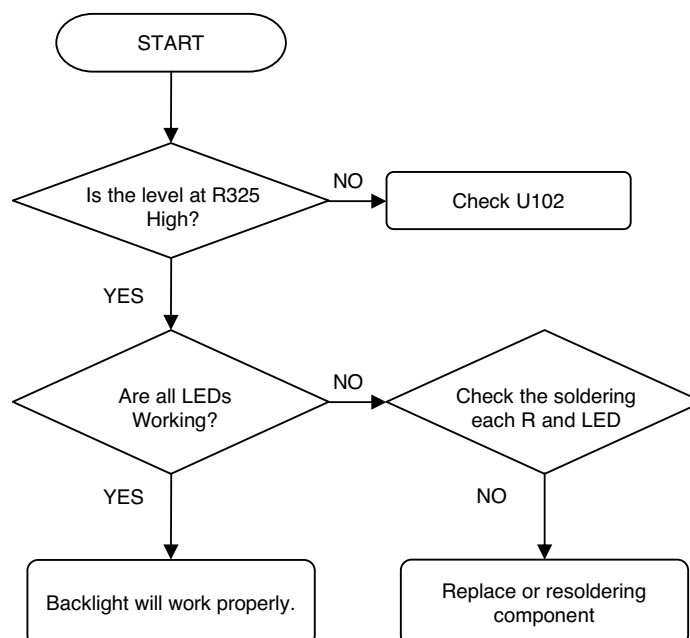 START
Is the level at R325
High?
NO
Check U102
YES
Are all LEDs
Working?
NO
Check the soldering
each R and LED
YES
NO
Backlight will work properly.
Replace or resoldering
component